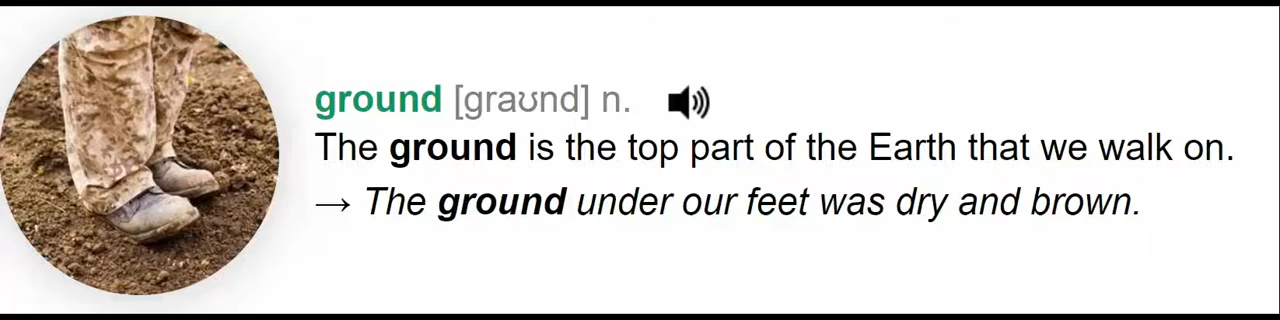 ground [graʊnd] n.
The ground is the top part of the Earth that we walk on.
→ The ground under our feet was dry and brown.